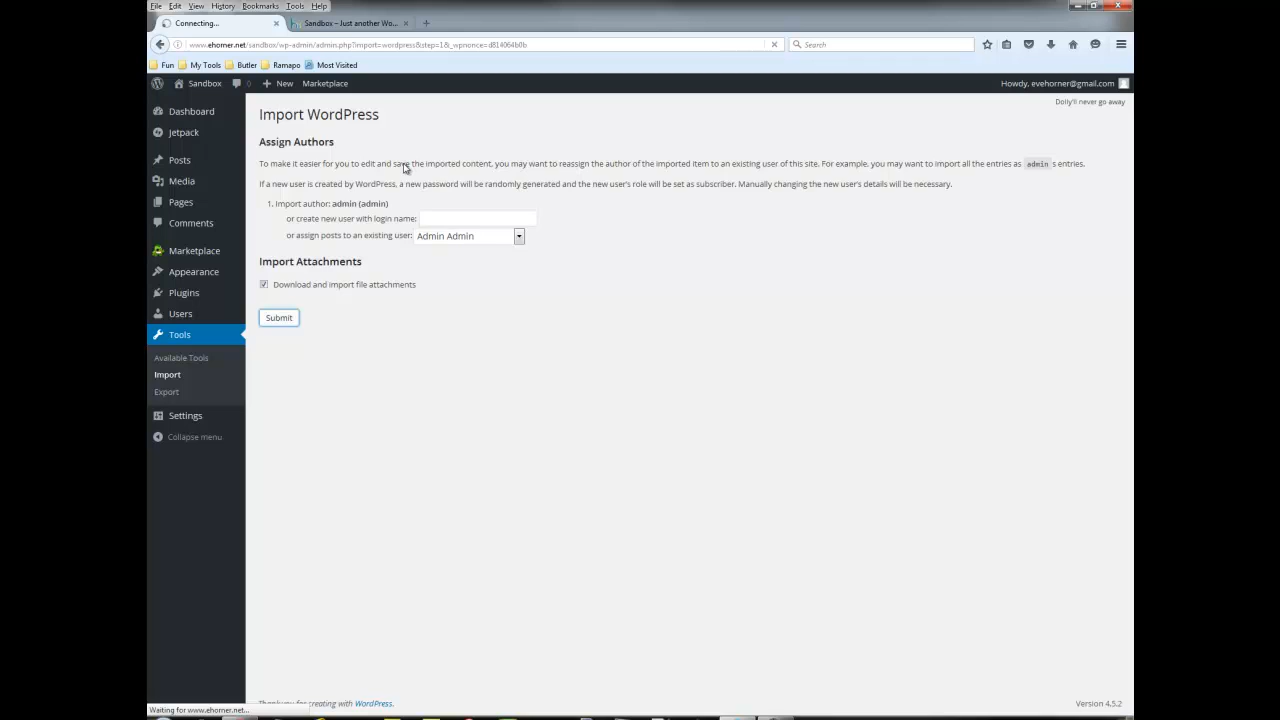 File Edit View History Bookmarks Tools Help
Connecting...
Sandbox – Just another Wo...
www.ehorner.net/sandbox/wp-admin/admin.php?import=wordpress&step=1&_wpnonce=d814064b0b
Search
Fun My Tools Butler Ramapo Most Visited
Sandbox 0 New Marketplace
Howdy, evehorner@gmail.com
Dolly'll never go away
Dashboard
Jetpack
Posts
Media
Pages
Comments
Marketplace
Appearance
Plugins
Users
Tools
Available Tools
Import
Export
Settings
Collapse menu
Import WordPress
Assign Authors
To make it easier for you to edit and save the imported content, you may want to reassign the author of the imported item to an existing user of this site. For example, you may want to import all the entries as admin s entries.
If a new user is created by WordPress, a new password will be randomly generated and the new user's role will be set as subscriber. Manually changing the new user's details will be necessary.
1. Import author: admin (admin)
or create new user with login name:
or assign posts to an existing user: Admin Admin
Import Attachments
Download and import file attachments
Submit
Thank you for creating with WordPress.
Version 4.5.2
Waiting for www.ehorner.net...